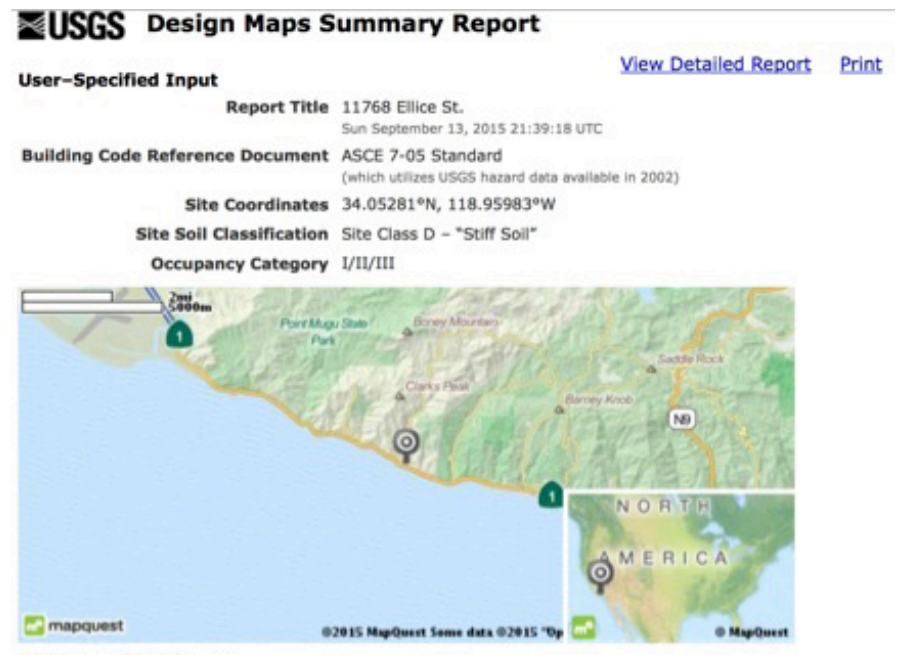 USGS Design Maps Summary Report
View Detailed Report Print
User–Specified Input
Report Title 11768 Ellice St.
Sun September 13, 2015 21:39:18 UTC
Building Code Reference Document ASCE 7-05 Standard
(which utilizes USGS hazard data available in 2002)
Site Coordinates 34.05281°N, 118.95983°W
Site Soil Classification Site Class D – "Stiff Soil"
Occupancy Category I/II/III
2mi
5000m
1
Point Mugu State
Park
Boney Mountain
Saddle Rock
Clarks Peak
Barney Knob
N9
1
NORTH
AMERICA
mapquest
©2015 MapQuest Some data ©2015 "Op
© MapQuest